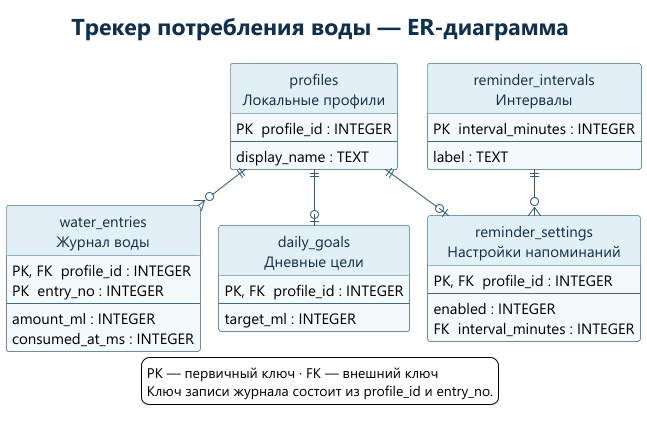 Трекер потребления воды — ER-диаграмма
profiles
Локальные профили
PK profile_id : INTEGER
display_name : TEXT
reminder_intervals
Интервалы
PK interval_minutes : INTEGER
label : TEXT
water_entries
Журнал воды
PK, FK profile_id : INTEGER
PK entry_no : INTEGER
amount_ml : INTEGER
consumed_at_ms : INTEGER
daily_goals
Дневные цели
PK, FK profile_id : INTEGER
target_ml : INTEGER
reminder_settings
Настройки напоминаний
PK, FK profile_id : INTEGER
enabled : INTEGER
FK interval_minutes : INTEGER
PK — первичный ключ · FK — внешний ключ
Ключ записи журнала состоит из profile_id и entry_no.